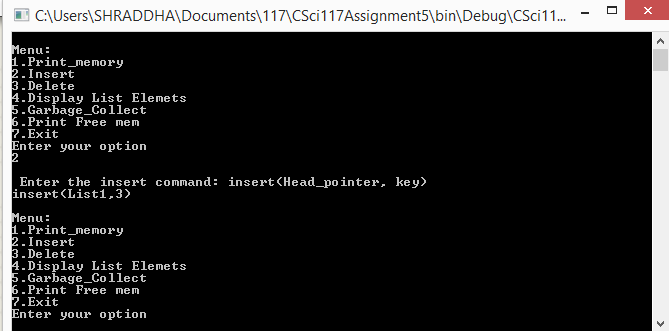 C:\Users\SHRADDHA\Documents\117\CSci117Assignment5\bin\Debug\CSci11...
Menu:
1.Print_memory
2.Insert
3.Delete
4.Display List Elemets
5.Garbage_Collect
6.Print Free mem
7.Exit
Enter your option
2
Enter the insert command: insert(Head_pointer, key)
insert(List1,3)
Menu:
1.Print_memory
2.Insert
3.Delete
4.Display List Elemets
5.Garbage_Collect
6.Print Free mem
7.Exit
Enter your option